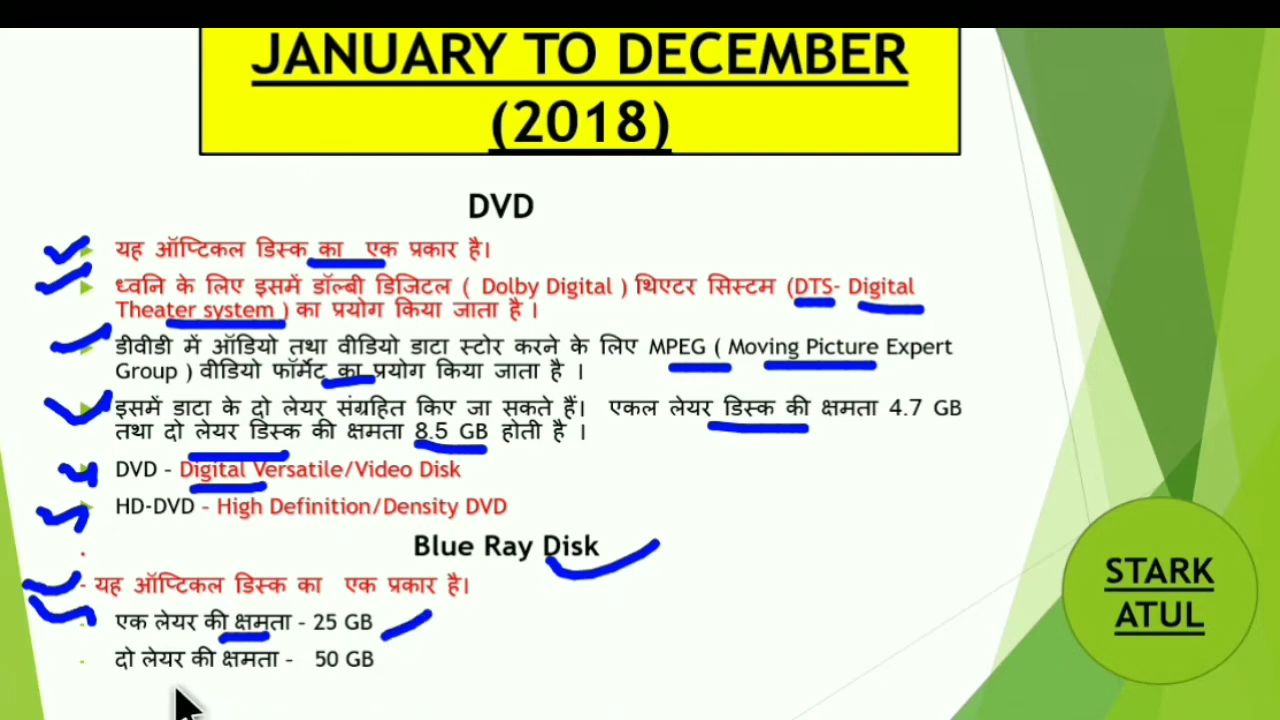 JANUARY TO DECEMBER
(2018)
DVD
यह ऑप्टिकल डिस्क का एक प्रकार है।
ध्वनि के लिए इसमें डॉल्बी डिजिटल ( Dolby Digital ) थिएटर सिस्टम (DTS- Digital
Theater system ) का प्रयोग किया जाता है ।
डीवीडी में ऑडियो तथा वीडियो डाटा स्टोर करने के लिए MPEG ( Moving Picture Expert
Group ) वीडियो फॉर्मेट का प्रयोग किया जाता है ।
इसमें डाटा के दो लेयर संग्रहित किए जा सकते हैं। एकल लेयर डिस्क की क्षमता 4.7 GB
तथा दो लेयर डिस्क की क्षमता 8.5 GB होती है ।
DVD - Digital Versatile/Video Disk
HD-DVD - High Definition/Density DVD
Blue Ray Disk
- यह ऑप्टिकल डिस्क का एक प्रकार है।
- एक लेयर की क्षमता - 25 GB
- दो लेयर की क्षमता - 50 GB
STARK
ATUL